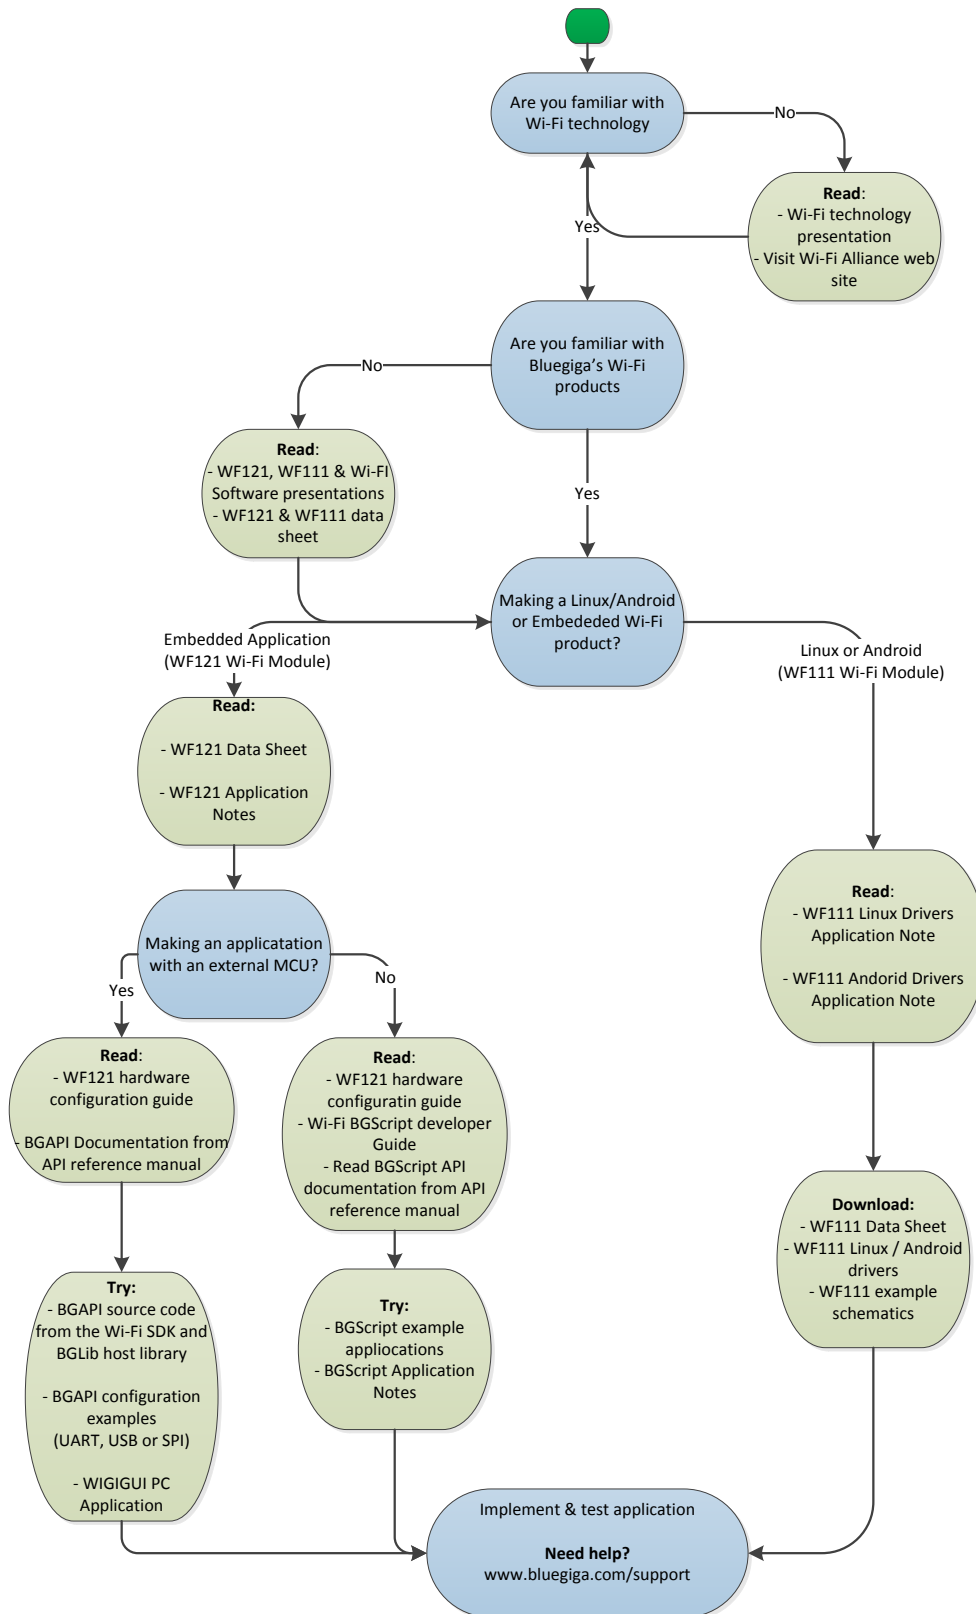 Are you familiar with
Wi-Fi technology
No
Read:
- Wi-Fi technology
presentation
- Visit Wi-Fi Alliance web
site
Yes
Are you familiar with
Bluegiga's Wi-Fi
products
No
Read:
- WF121, WF111 & Wi-FI
Software presentations
- WF121 & WF111 data
sheet
Yes
Making a Linux/Android
or Embededed Wi-Fi
product?
Embedded Application
(WF121 Wi-Fi Module)
Linux or Android
(WF111 Wi-Fi Module)
Read:
- WF121 Data Sheet
- WF121 Application
Notes
Making an applicatation
with an external MCU?
Yes
No
Read:
- WF111 Linux Drivers
Application Note
- WF111 Andorid Drivers
Application Note
Read:
- WF121 hardware
configuration guide
- BGAPI Documentation from
API reference manual
Read:
- WF121 hardware
configuratin guide
- Wi-Fi BGScript developer
Guide
- Read BGScript API
documentation from API
reference manual
Download:
- WF111 Data Sheet
- WF111 Linux / Android
drivers
- WF111 example
schematics
Try:
- BGAPI source code
from the Wi-Fi SDK and
BGLib host library
- BGAPI configuration
examples
(UART, USB or SPI)
- WIGIGUI PC
Application
Try:
- BGScript example
appliocations
- BGScript Application
Notes
Implement & test application
Need help?
www.bluegiga.com/support